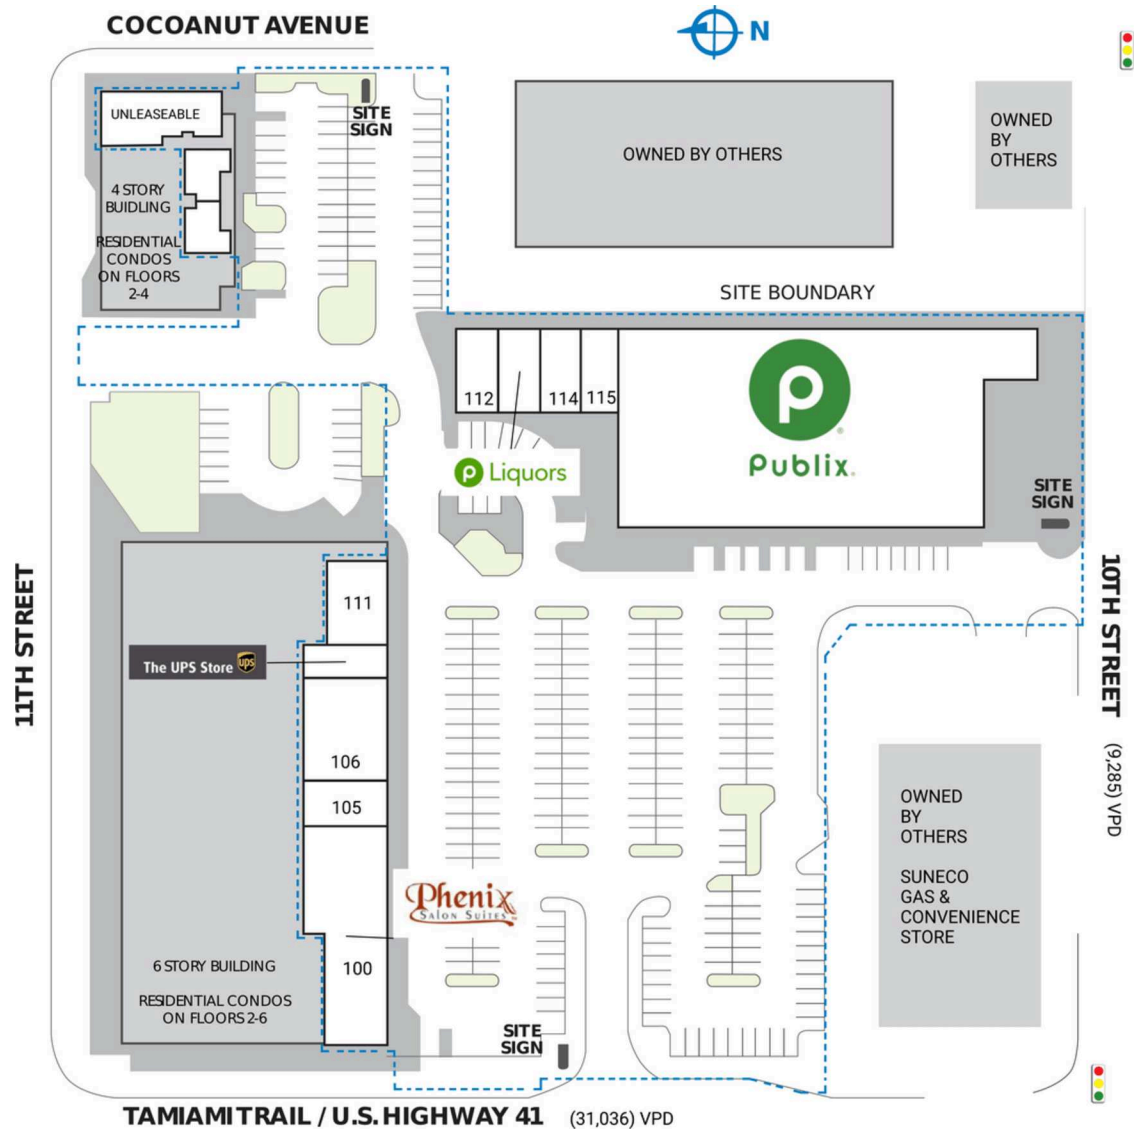 COCOANUT AVENUE
N
UNLEASEABLE
SITE
SIGN
OWNED BY OTHERS
OWNED
BY
OTHERS
4 STORY
BUIDLING
RESIDENTIAL
CONDOS
ON FLOORS
2-4
SITE BOUNDARY
112
114
115
P
Publix.
P Liquors
SITE
SIGN
11TH STREET
10TH STREET
(9,285) VPD
111
The UPS Store
ups
106
105
Phenix
SALON SUITES
100
6 STORY BUILDING
RESIDENTIAL CONDOS
ON FLOORS 2-6
OWNED
BY
OTHERS
SUNECO
GAS &
CONVENIENCE
STORE
SITE
SIGN
TAMIAMI TRAIL / U.S. HIGHWAY 41 (31,036) VPD